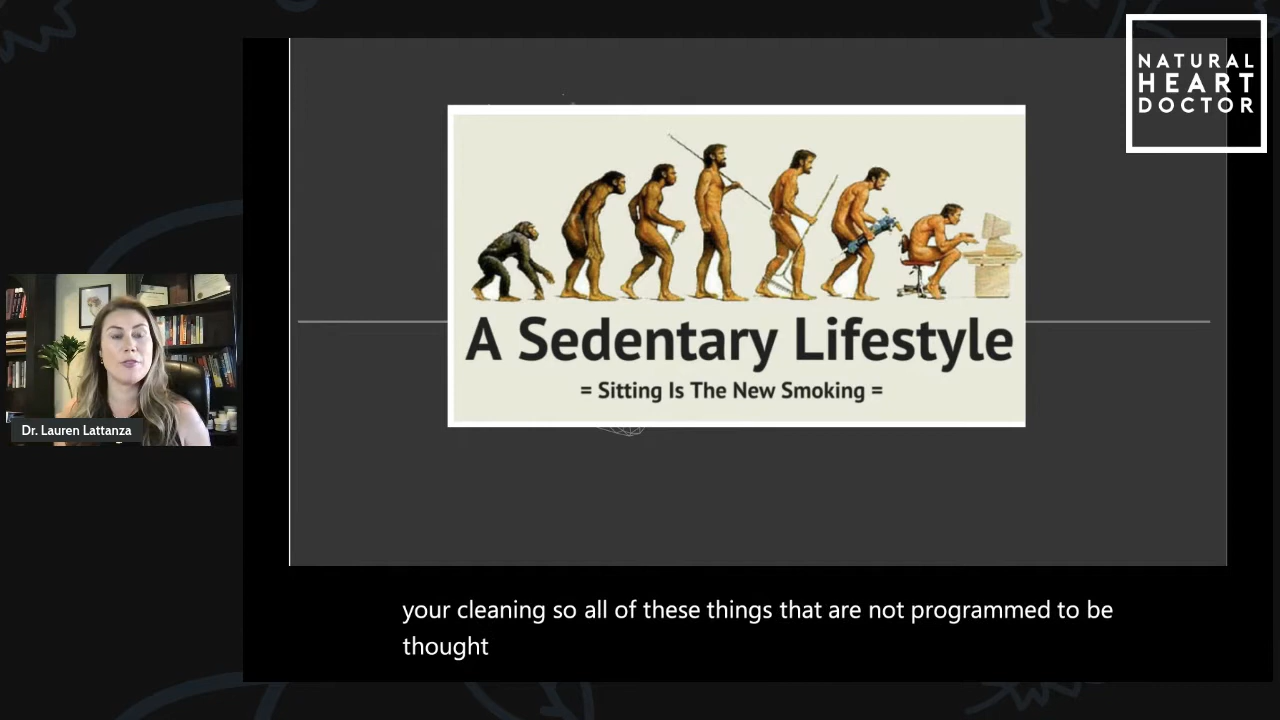 NATURAL
HEART
DOCTOR
A Sedentary Lifestyle
= Sitting Is The New Smoking =
Dr. Lauren Lattanza
your cleaning so all of these things that are not programmed to be
thought